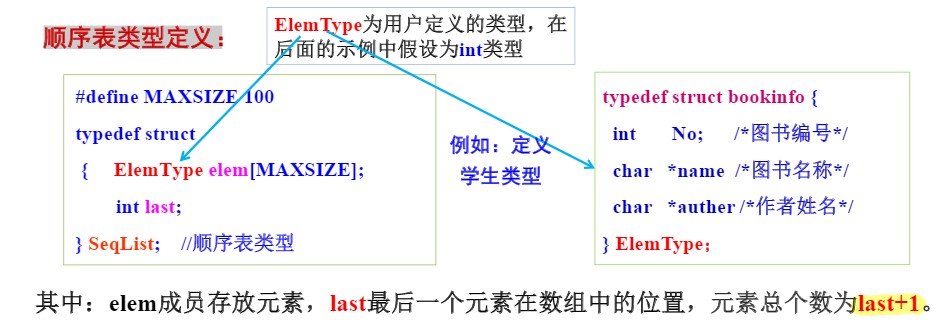 顺序表类型定义：
ElemType为用户定义的类型，在
后面的示例中假设为int类型
#define MAXSIZE 100
typedef struct
{ ElemType elem[MAXSIZE];
int last;
} SeqList; //顺序表类型
例如：定义
学生类型
typedef struct bookinfo {
int No; /*图书编号*/
char *name /*图书名称*/
char *auther /*作者姓名*/
} ElemType；
其中：elem成员存放元素，last最后一个元素在数组中的位置，元素总个数为last+1。